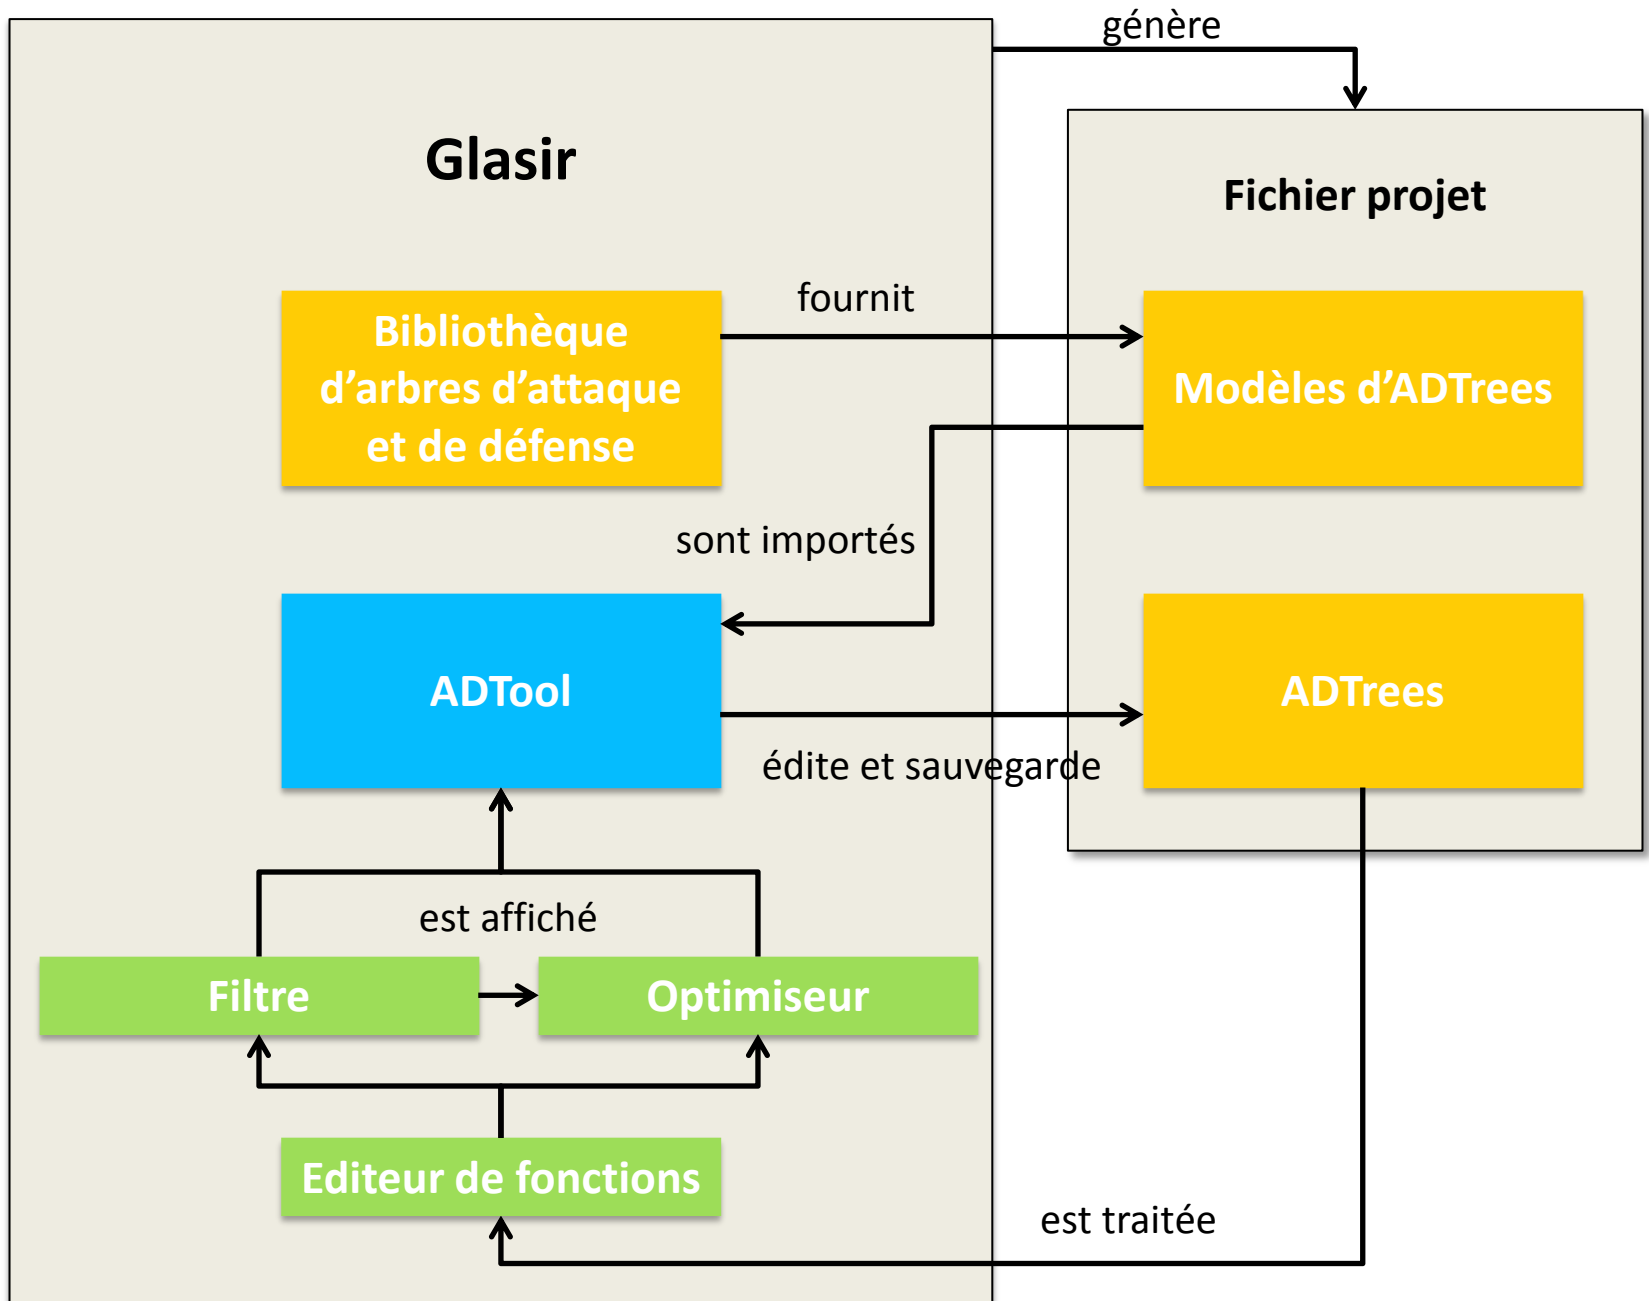 génère
Glasir
Fichier projet
fournit
Bibliothèque
d’arbres d’attaque
et de défense
Modèles d’ADTrees
sont importés
ADTool
ADTrees
édite et sauvegarde
est affiché
Filtre
Optimiseur
Editeur de fonctions
est traitée